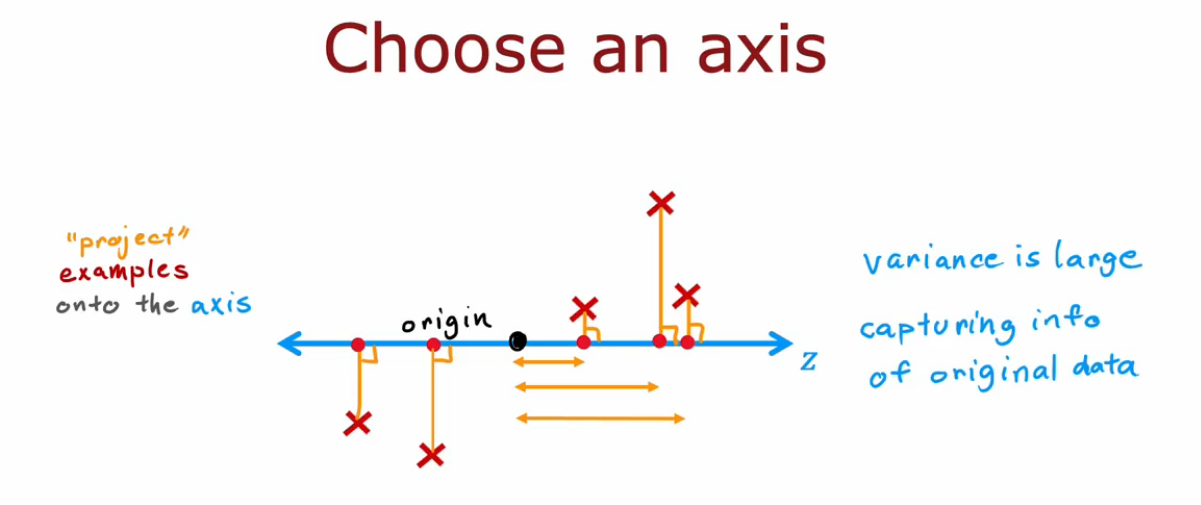 Choose an axis
"project"
examples
onto the axis
origin
z
variance is large
capturing info
of original data